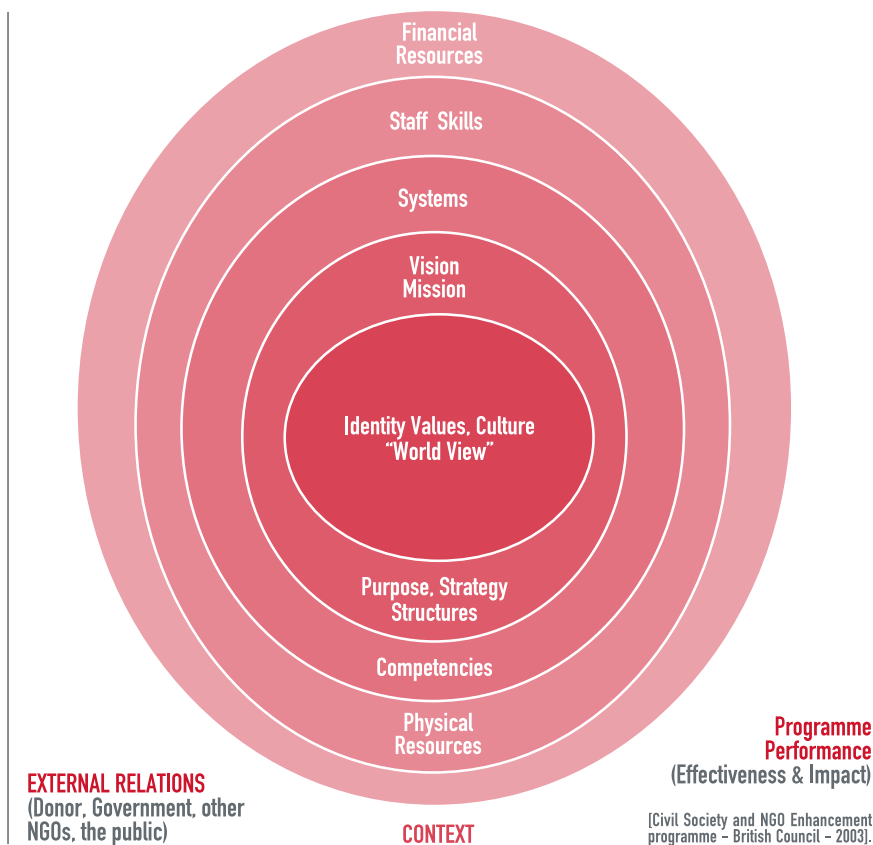 Financial
Resources
Staff Skills
Systems
Vision
Mission
Identity Values, Culture
“World View”
Purpose, Strategy
Structures
Competencies
Physical
Resources
EXTERNAL RELATIONS
(Donor, Government, other
NGOs, the public)
CONTEXT
Programme
Performance
(Effectiveness & Impact)
[Civil Society and NGO Enhancement
programme – British Council – 2003].